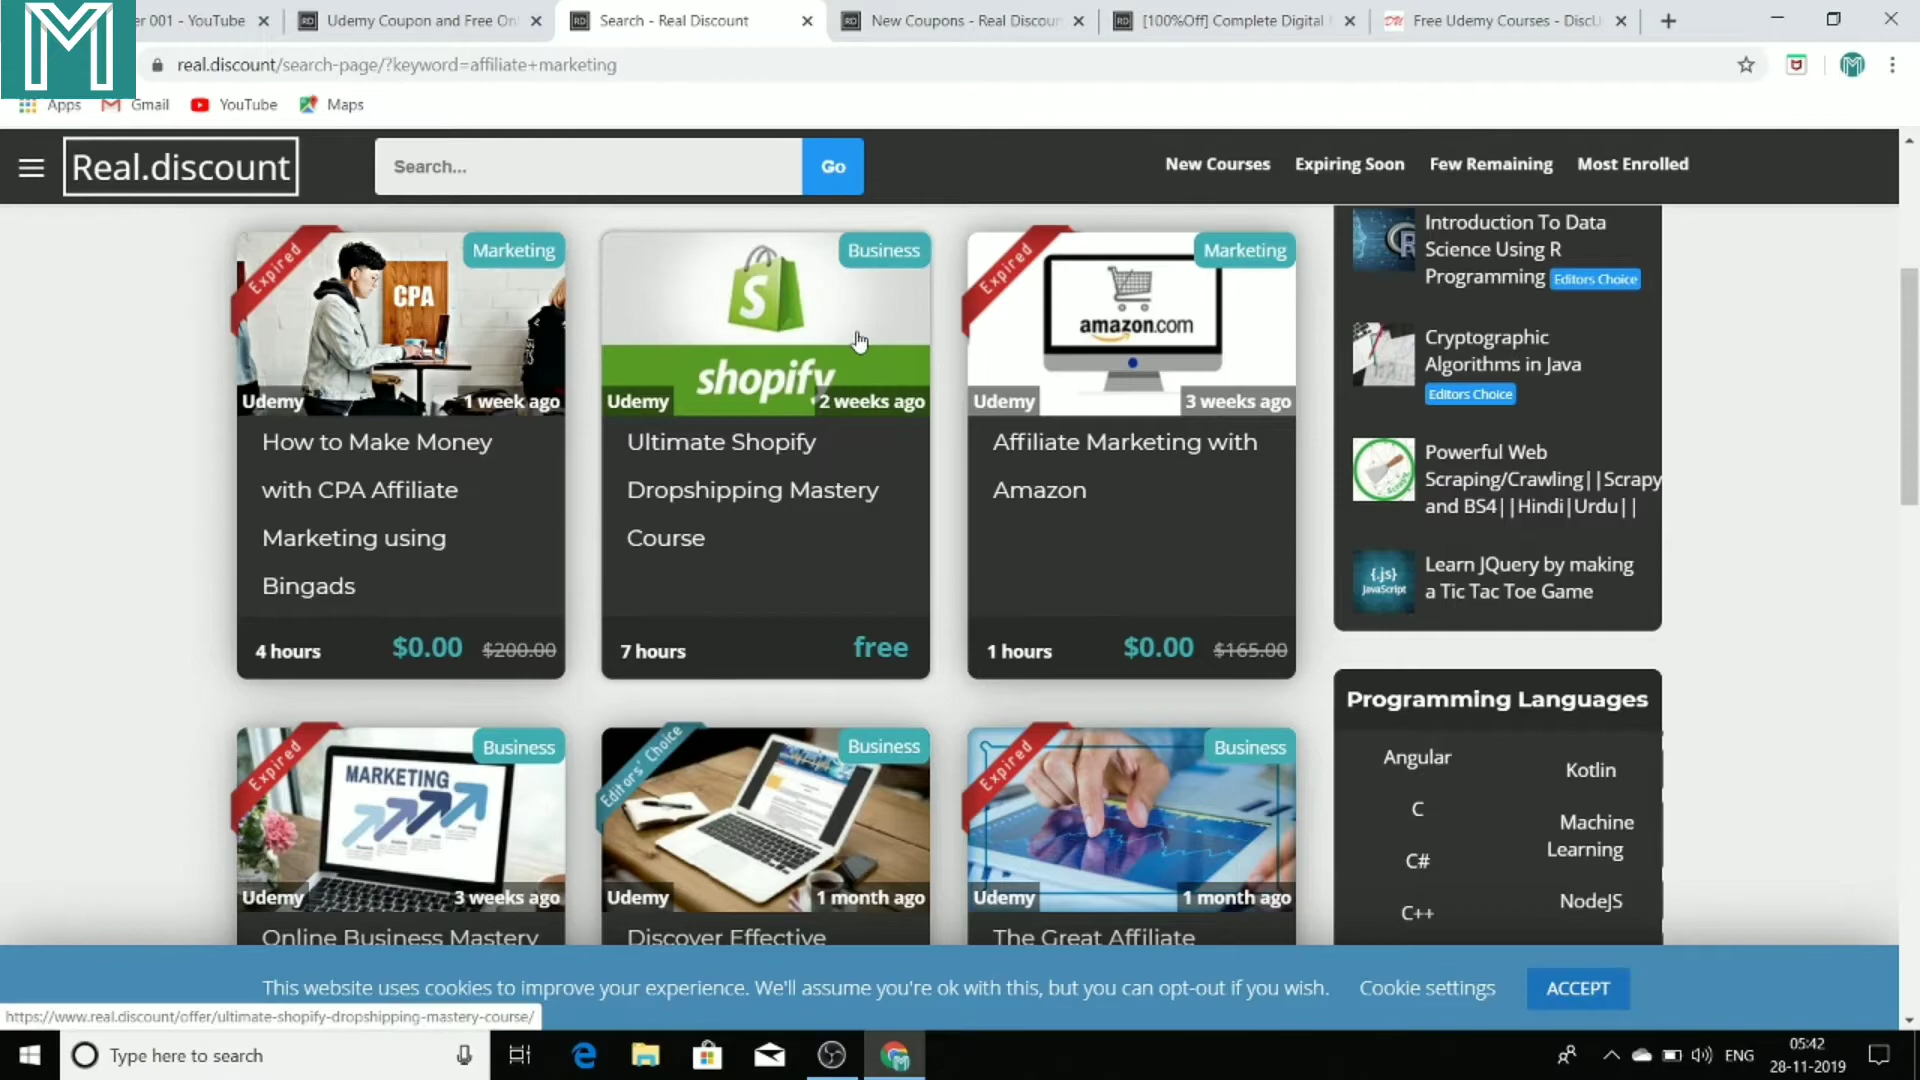 er 001 - YouTube
Udemy Coupon and Free On
Search - Real Discount
New Coupons - Real Discoun
[100%Off] Complete Digital
Free Udemy Courses - DiscU
real.discount/search-page/?keyword=affiliate+marketing
Apps
Gmail
YouTube
Maps
Real.discount
Search...
Go
New Courses
Expiring Soon
Few Remaining
Most Enrolled
Expired
Marketing
CPA
Udemy
1 week ago
How to Make Money
with CPA Affiliate
Marketing using
Bingads
4 hours
$0.00
$200.00
Business
shopify
Udemy
2 weeks ago
Ultimate Shopify
Dropshipping Mastery
Course
7 hours
free
Expired
Marketing
amazon.com
Udemy
3 weeks ago
Affiliate Marketing with
Amazon
1 hours
$0.00
$165.00
Introduction To Data
Science Using R
Programming Editors Choice
Cryptographic
Algorithms in Java
Editors Choice
Powerful Web
Scraping/Crawling||Scrapy
and BS4||Hindi|Urdu||
{.js}
JavaScript
Learn JQuery by making
a Tic Tac Toe Game
Expired
Business
MARKETING
Udemy
3 weeks ago
Online Business Mastery
Editors' Choice
Business
Udemy
1 month ago
Discover Effective
Expired
Business
Udemy
1 month ago
The Great Affiliate
Programming Languages
Angular
C
C#
C++
Kotlin
Machine
Learning
NodeJS
This website uses cookies to improve your experience. We'll assume you're ok with this, but you can opt-out if you wish.
Cookie settings
ACCEPT
https://www.real.discount/offer/ultimate-shopify-dropshipping-mastery-course/
Type here to search
ENG
05:42
28-11-2019